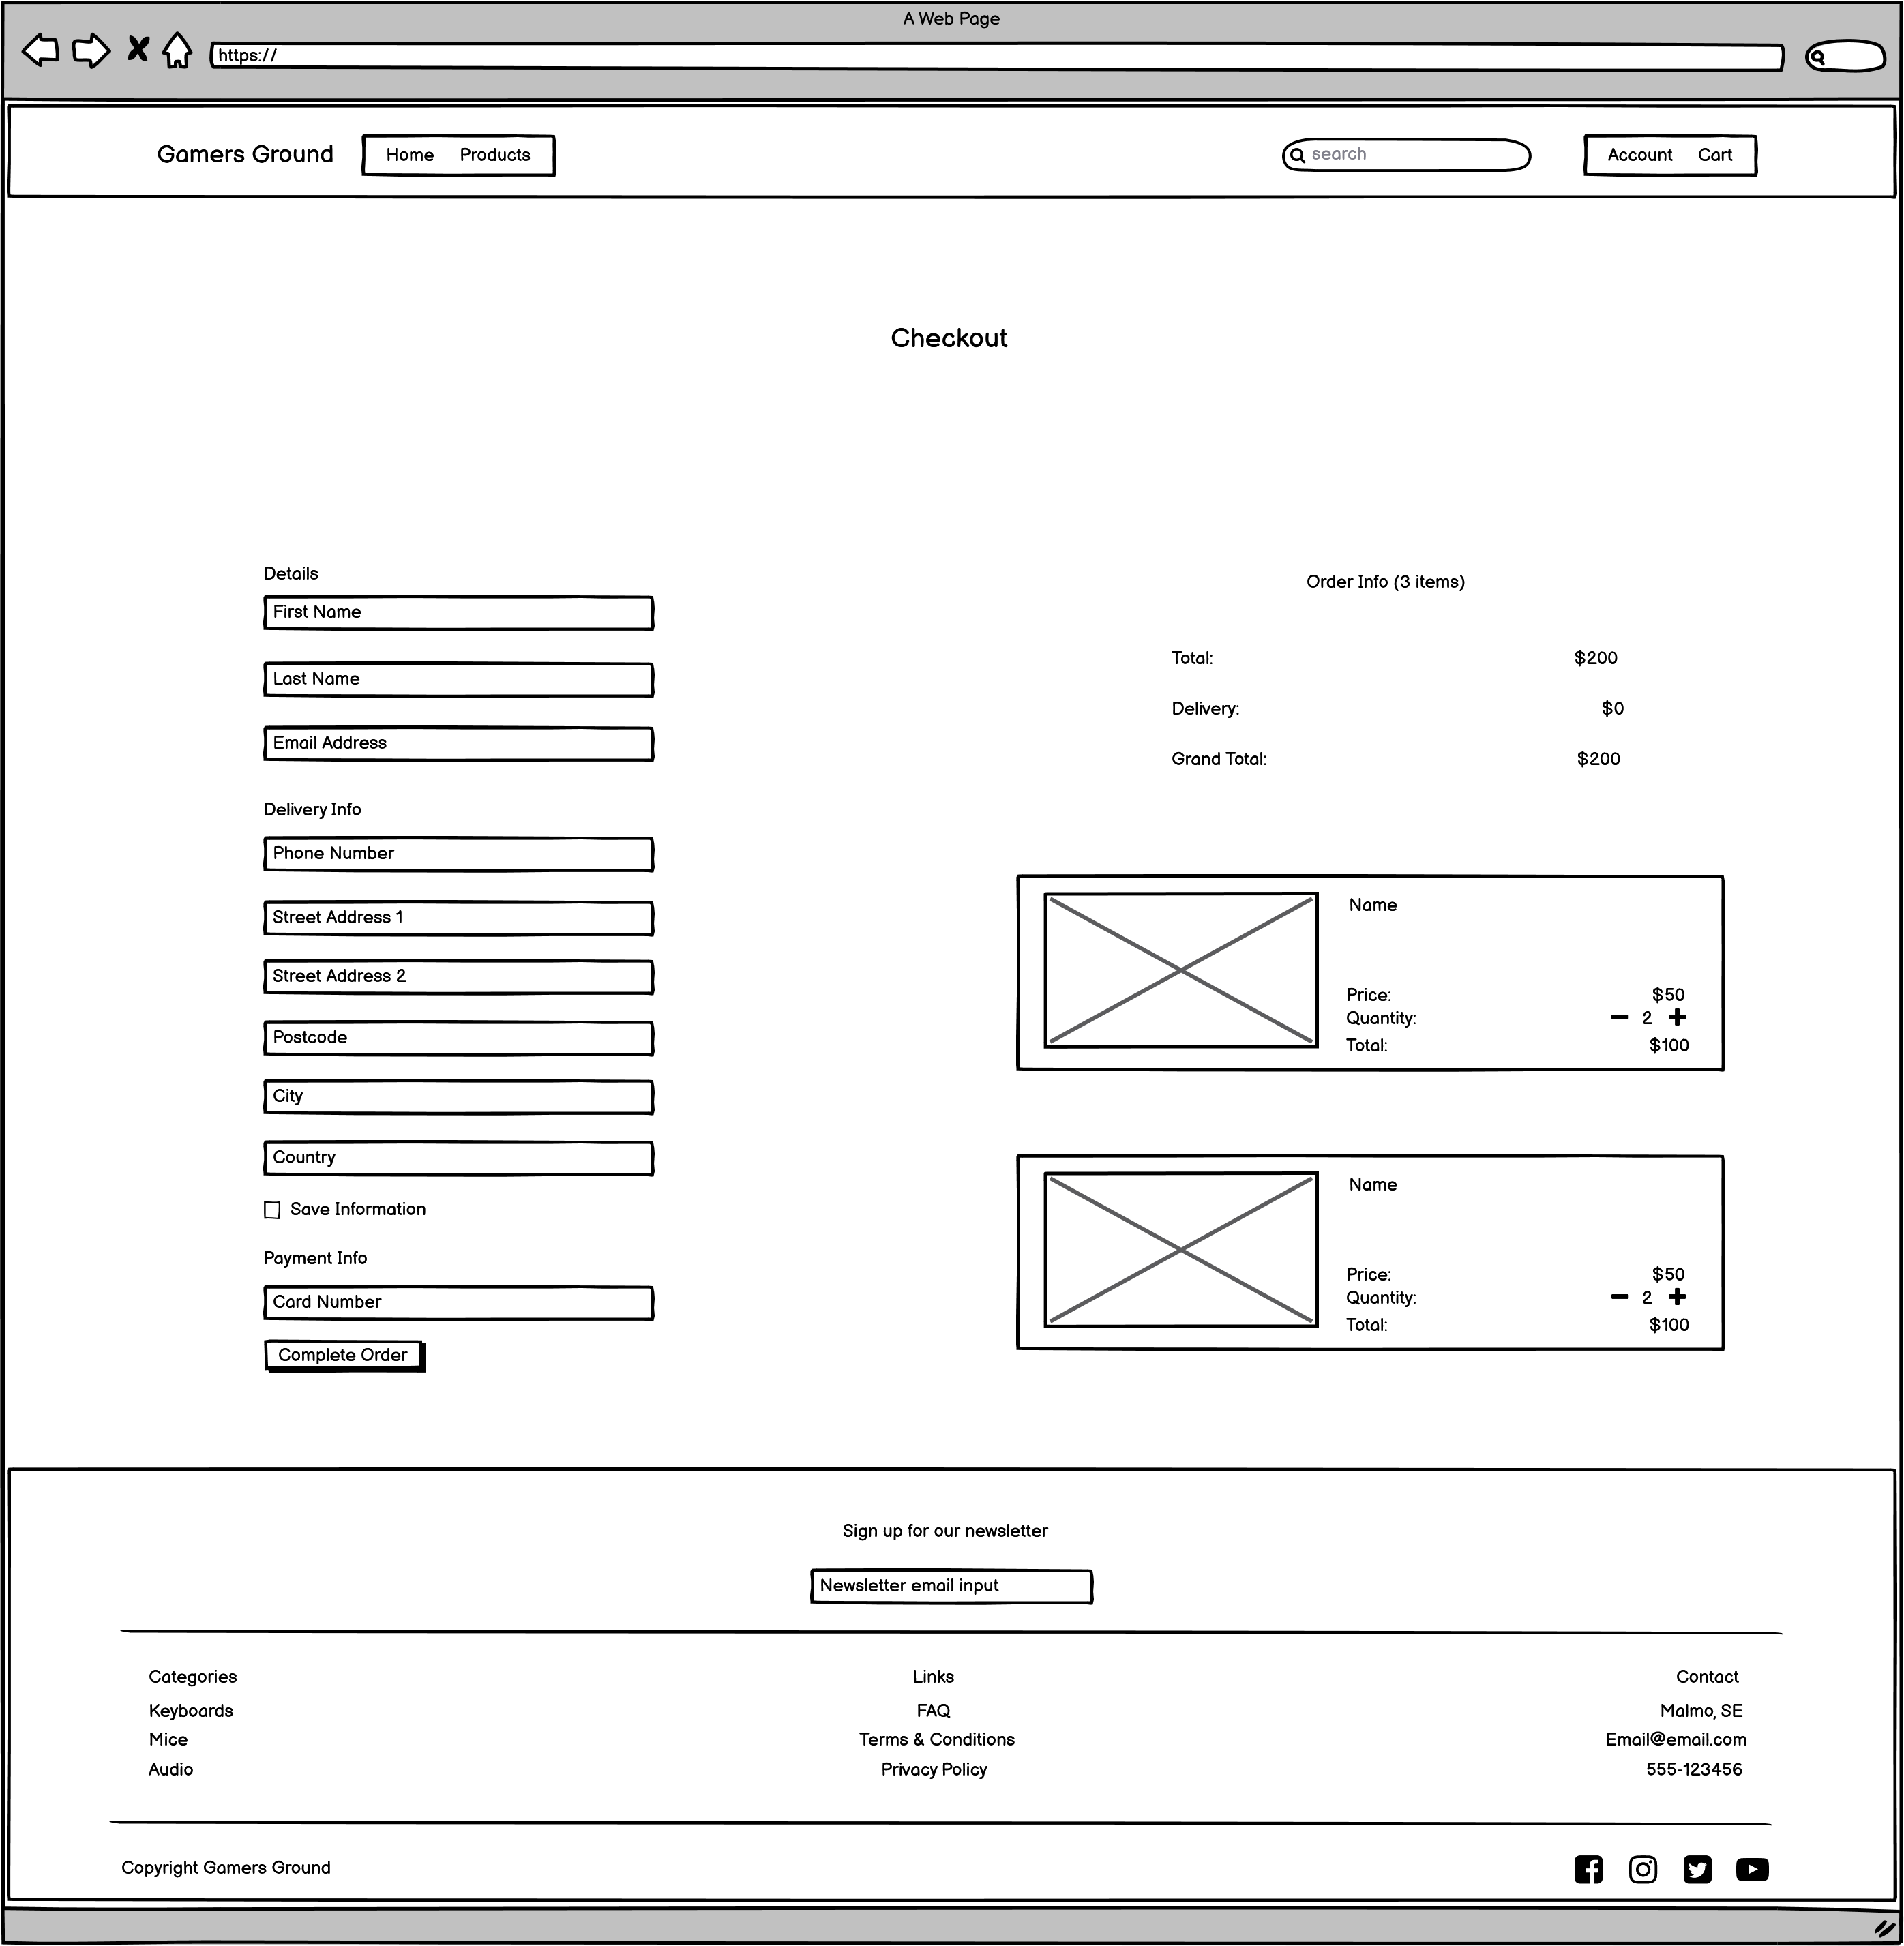 A Web Page
https://
Gamers Ground
Home Products
search
Account Cart
Checkout
Details
First Name
Last Name
Email Address
Delivery Info
Phone Number
Street Address 1
Street Address 2
Postcode
City
Country
Save Information
Payment Info
Card Number
Complete Order
Order Info (3 items)
Total: $200
Delivery: $0
Grand Total: $200
Name
Price: $50
Quantity: 2
Total: $100
Name
Price: $50
Quantity: 2
Total: $100
Sign up for our newsletter
Newsletter email input
Categories
Keyboards
Mice
Audio
Links
FAQ
Terms & Conditions
Privacy Policy
Contact
Malmo, SE
Email@email.com
555-123456
Copyright Gamers Ground